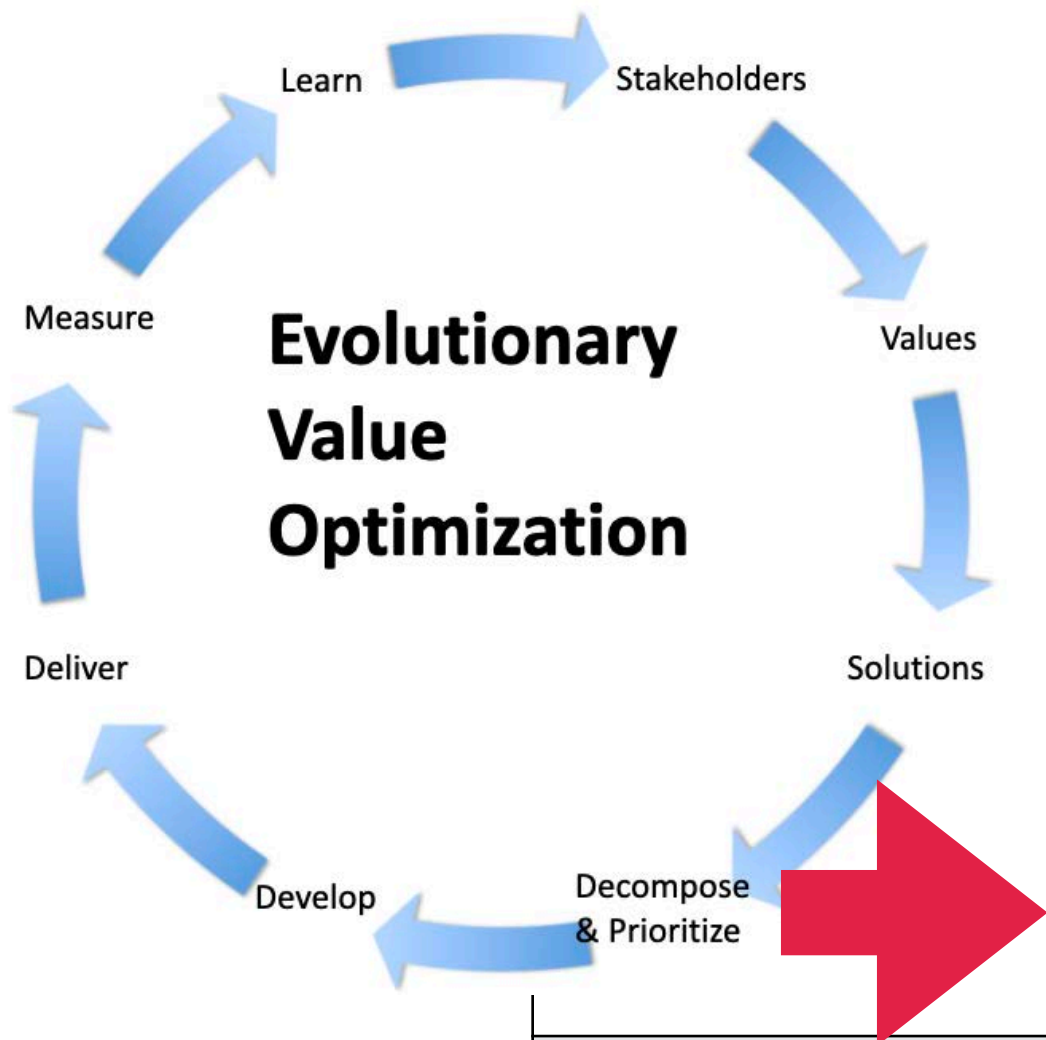 Learn
Stakeholders
Measure
Values
Evolutionary
Value
Optimization
Deliver
Solutions
Develop
Decompose
& Prioritize